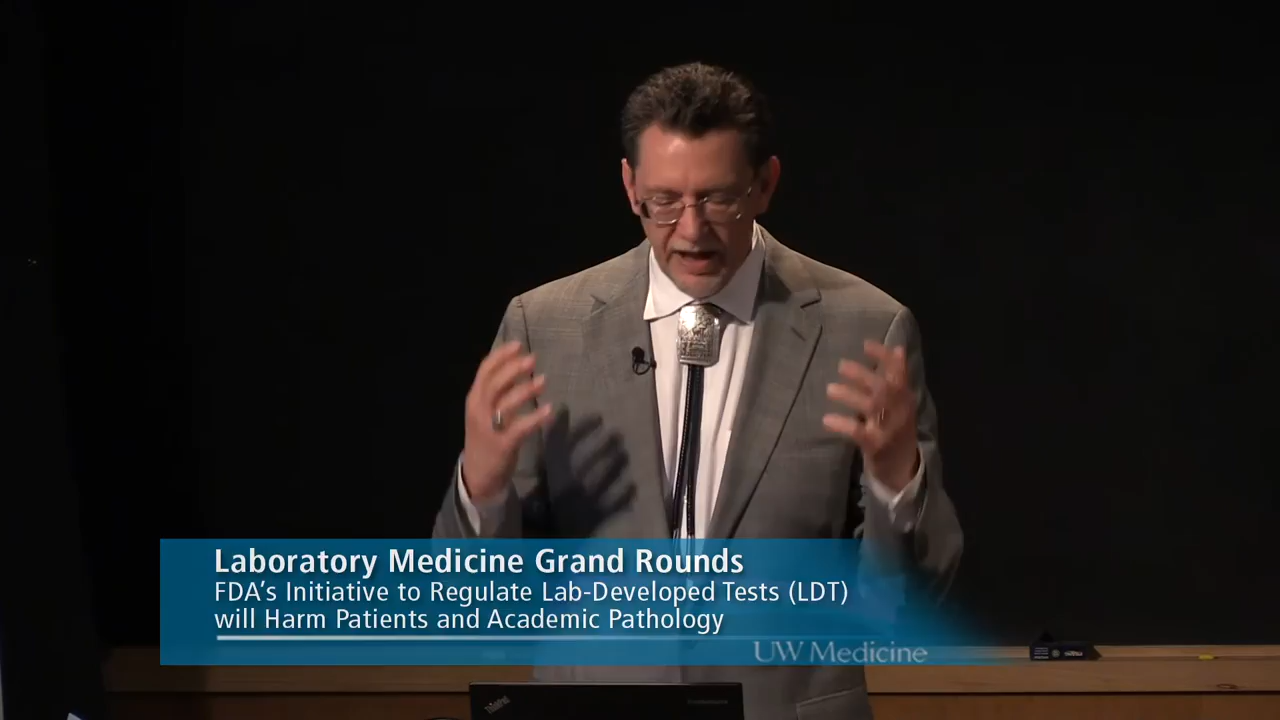 Laboratory Medicine Grand Rounds
FDA's Initiative to Regulate Lab-Developed Tests (LDT)
will Harm Patients and Academic Pathology
UW Medicine
ThinkPad